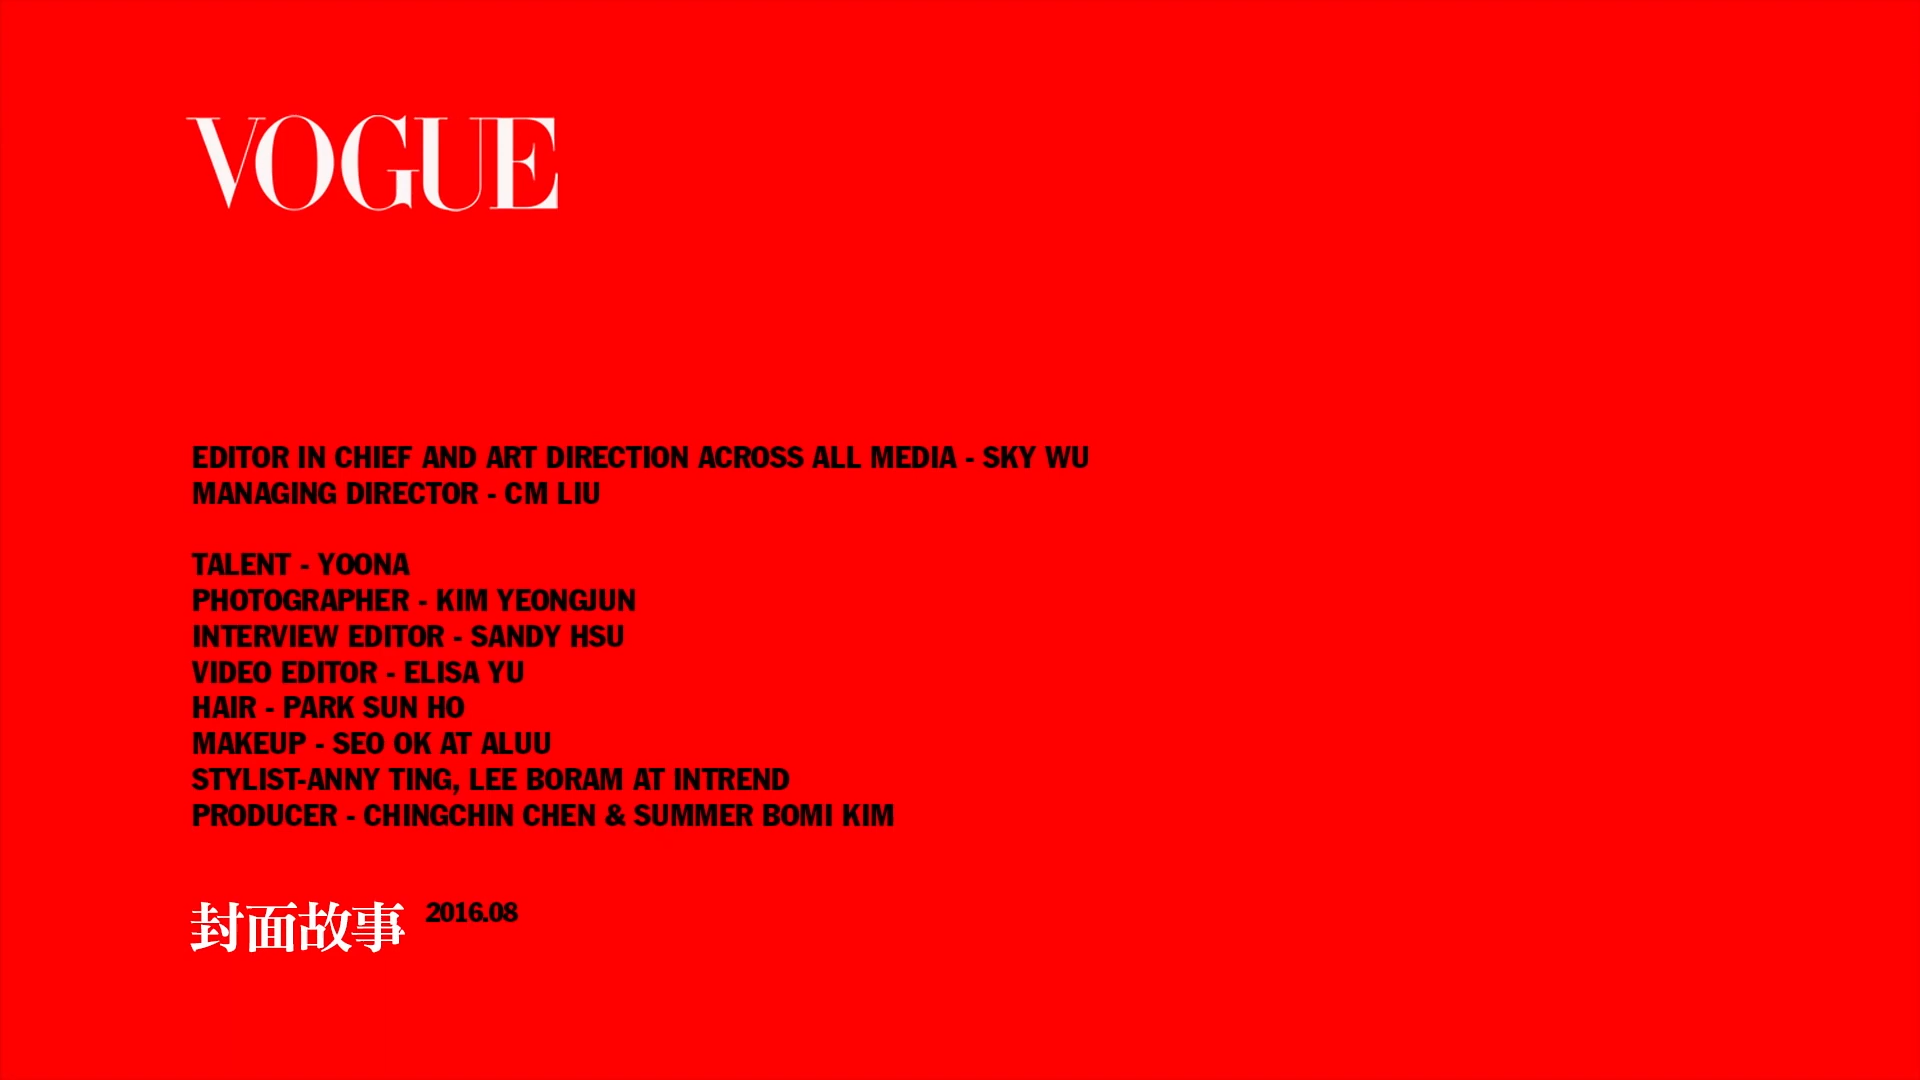 VOGUE
EDITOR IN CHIEF AND ART DIRECTION ACROSS ALL MEDIA - SKY WU
MANAGING DIRECTOR - CM LIU
TALENT - YOONA
PHOTOGRAPHER - KIM YEONGJUN
INTERVIEW EDITOR - SANDY HSU
VIDEO EDITOR - ELISA YU
HAIR - PARK SUN HO
MAKEUP - SEO OK AT ALUU
STYLIST-ANNY TING, LEE BORAM AT INTREND
PRODUCER - CHINGCHIN CHEN & SUMMER BOMI KIM
封面故事 2016.08